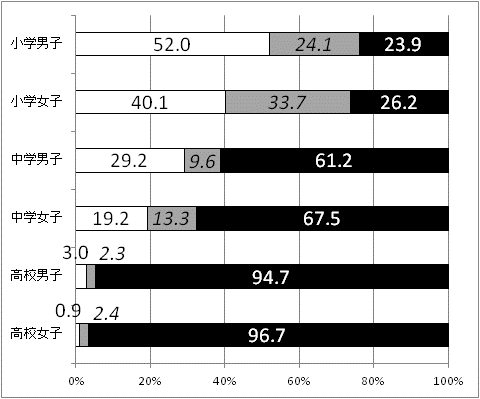 小学男子 52.0 24.1 23.9
小学女子 40.1 33.7 26.2
中学男子 29.2 9.6 61.2
中学女子 19.2 13.3 67.5
高校男子 3.0 2.3 94.7
高校女子 0.9 2.4 96.7
0% 20% 40% 60% 80% 100%